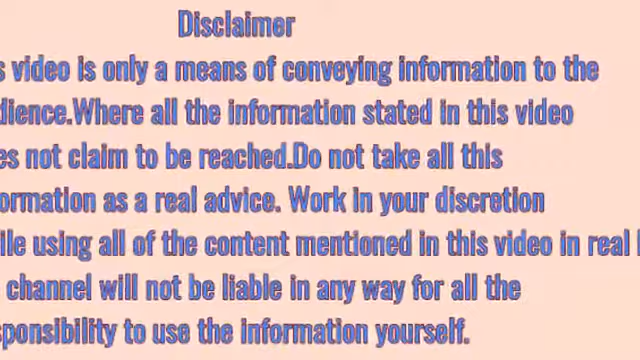 Disclaimer
s video is only a means of conveying information to the
dience.Where all the information stated in this video
es not claim to be reached.Do not take all this
ormation as a real advice. Work in your discretion
ile using all of the content mentioned in this video in real
channel will not be liable in any way for all the
sponsibility to use the information yourself.